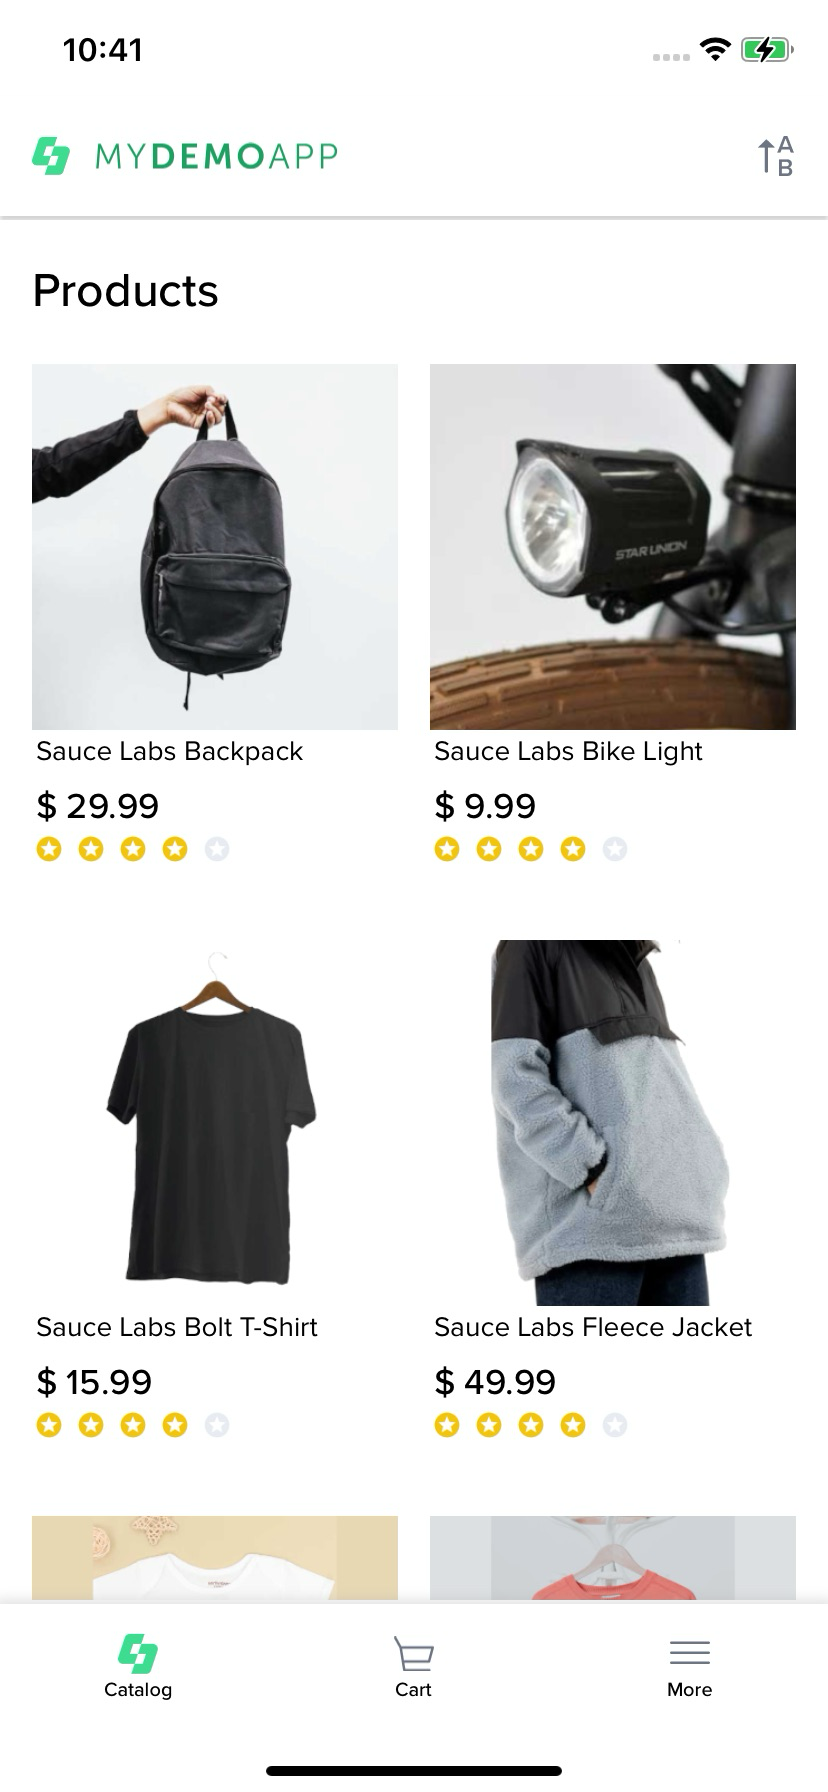 10:41
MYDEMOAPP
A
B
Products
STAR UNION
Sauce Labs Backpack
Sauce Labs Bike Light
$ 29.99
$ 9.99
Sauce Labs Bolt T-Shirt
Sauce Labs Fleece Jacket
$ 15.99
$ 49.99
Catalog
Cart
More